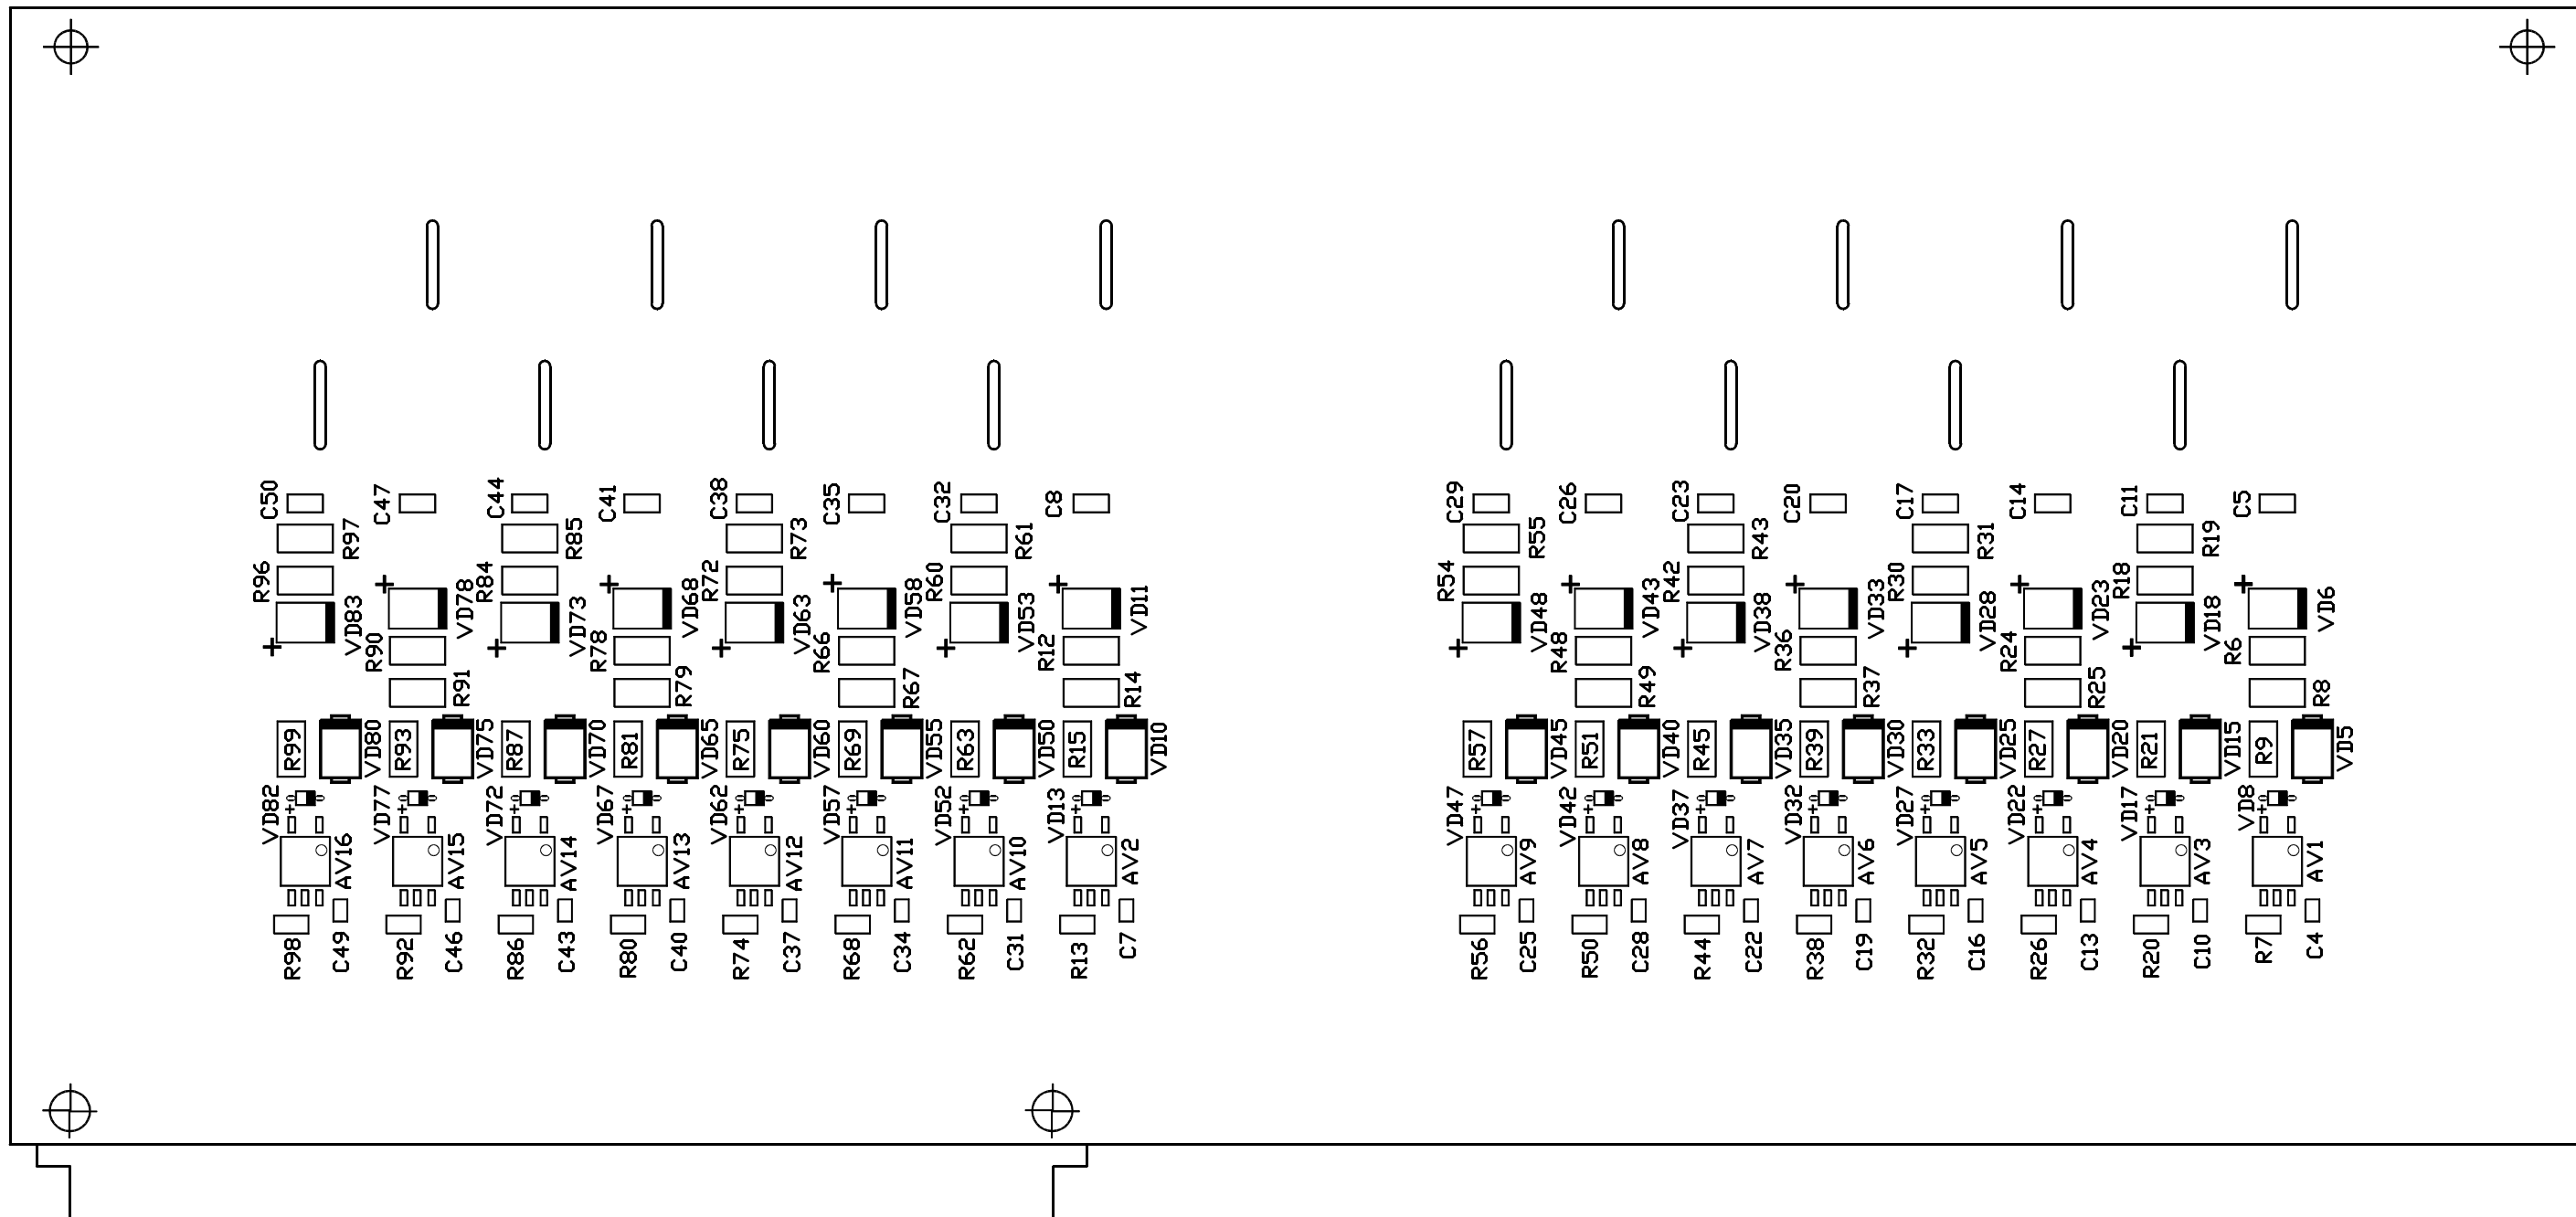 C50 C47 C44 C41 C38 C35 C32 C8 C29 C26 C23 C20 C17 C14 C11 C5
R97 R85 R73 R61 R55 R43 R31 R19
R96 R84 R72 R60 R54 R42 R30 R18
+ + + + + + + +
VD83 VD78 VD73 VD68 VD63 VD58 VD53 VD11 VD48 VD43 VD38 VD33 VD28 VD23 VD18 VD6
+ + + + + + + +
R90 R78 R66 R12 R48 R36 R24 R6
R91 R79 R67 R14 R49 R37 R25 R8
R99 VD80 R93 VD75 R87 VD70 R81 VD65 R75 VD60 R69 VD55 R63 VD50 R15 VD10 R57 VD45 R51 VD40 R45 VD35 R39 VD30 R33 VD25 R27 VD20 R21 VD15 R9 VD5
VD82 + VD77 + VD72 + VD67 + VD62 + VD57 + VD52 + VD13 + VD47 + VD42 + VD37 + VD32 + VD27 + VD22 + VD17 + VD8 +
AV16 AV15 AV14 AV13 AV12 AV11 AV10 AV2 AV9 AV8 AV7 AV6 AV5 AV4 AV3 AV1
R98 C49 R92 C46 R86 C43 R80 C40 R74 C37 R68 C34 R62 C31 R13 C7 R56 C25 R50 C28 R44 C22 R38 C19 R32 C16 R26 C13 R20 C10 R7 C4